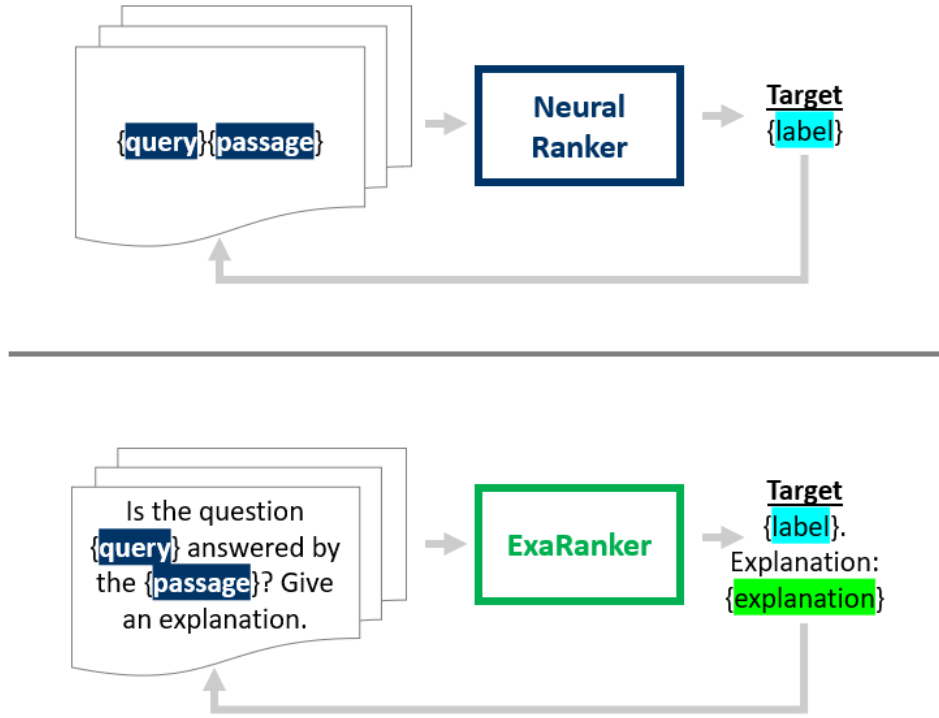 {query}{passage}
Neural
Ranker
Target
{label}
Is the question
{query} answered by
the {passage}? Give
an explanation.
ExaRanker
Target
{label}.
Explanation:
{explanation}